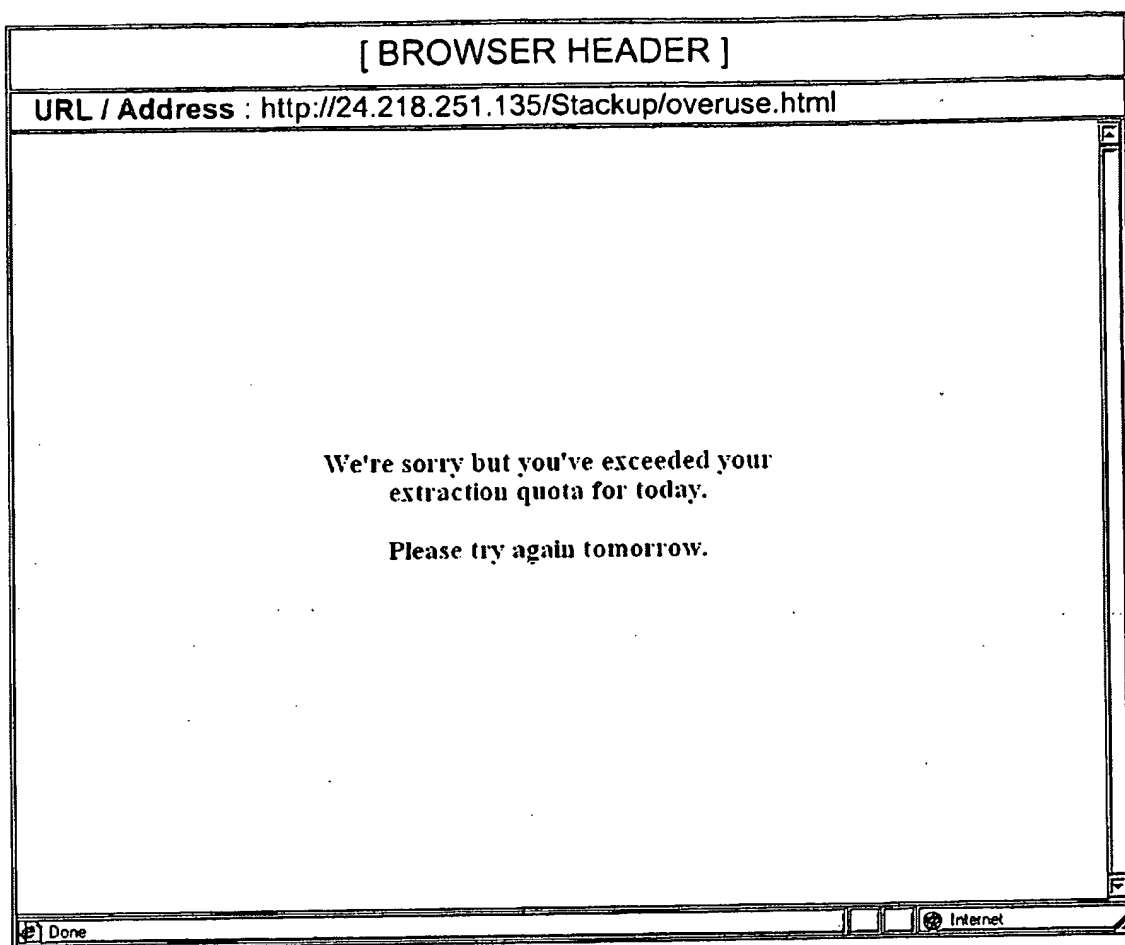 [ BROWSER HEADER ]
URL / Address : http://24.218.251.135/Stackup/overuse.html
We're sorry but you've exceeded your
extraction quota for today.
Please try again tomorrow.
Done
Internet